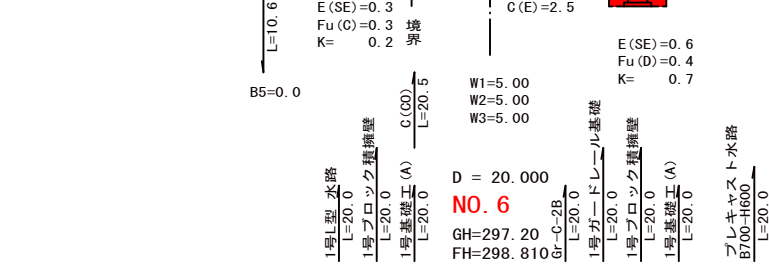 L=10.6
E(SE)=0.3
Fu(C)=0.3
K= 0.2
境界
C(E)=2.5
E(SE)=0.6
Fu(D)=0.4
K= 0.7
B5=0.0
C(CO)
L=20.5
W1=5.00
W2=5.00
W3=5.00
1号L型 水路
L=20.0
1号ブロック積擁壁
L=20.0
1号基礎工(A)
L=20.0
D = 20.000
NO.6
GH=297.20
FH=298.810
Gr-C-2B
L=20.0
1号ガードレール基礎
L=20.0
1号ブロック積擁壁
L=20.0
1号基礎工(A)
L=20.0
プレキャスト水路
B700-H600
L=20.0